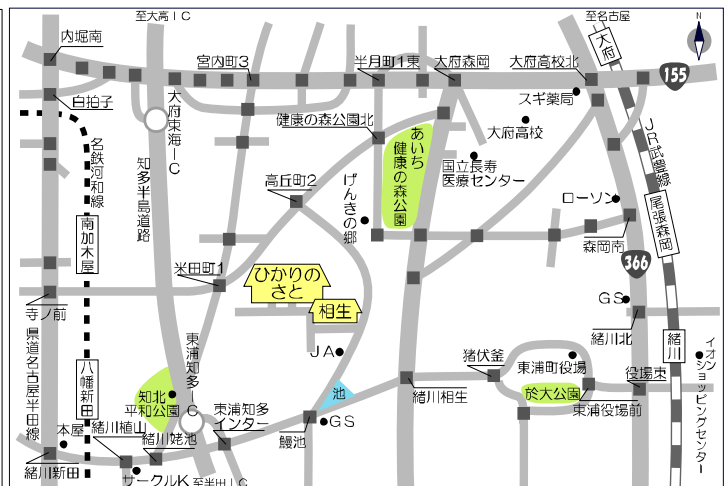 至大高IC
至名古屋
N
内堀南
宮内町3
半月町1東
大府森岡
大府高校北
大府
155
白拍子
大府東海IC
スギ薬局
健康の森公園北
あいち
健康の森公園
大府高校
JR武豊線
名鉄河和線
知多半島道路
国立長寿
医療センター
高丘町2
げんきの郷
ローソン
尾張森岡
南加木屋
森岡南
米田町1
ひかりの
さと
366
相生
GS
寺ノ前
緒川北
県道名古屋半田線
東浦知多IC
JA
猪伏釜
東浦町役場
緒川
イオンショッピングセンター
八幡新田
知北
平和公園
池
役場東
於大公園
緒川相生
東浦役場前
本屋
緒川植山
東浦知多
インター
GS
緒川姥池
鰻池
緒川新田
サークルK
至半田IC